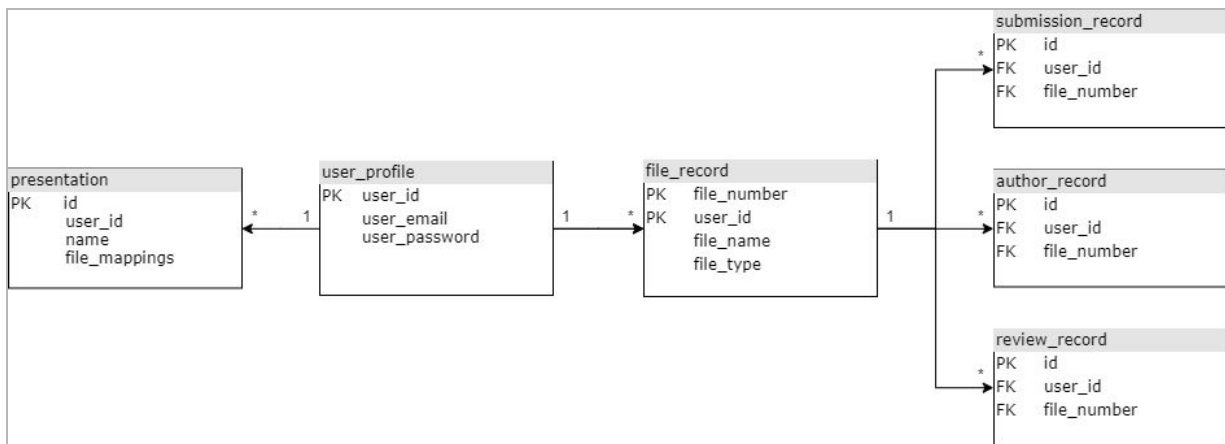 presentation
PK id
user_id
name
file_mappings
* 1
user_profile
PK user_id
user_email
user_password
1 *
file_record
PK file_number
PK user_id
file_name
file_type
1
*
submission_record
PK id
FK user_id
FK file_number
*
author_record
PK id
FK user_id
FK file_number
*
review_record
PK id
FK user_id
FK file_number